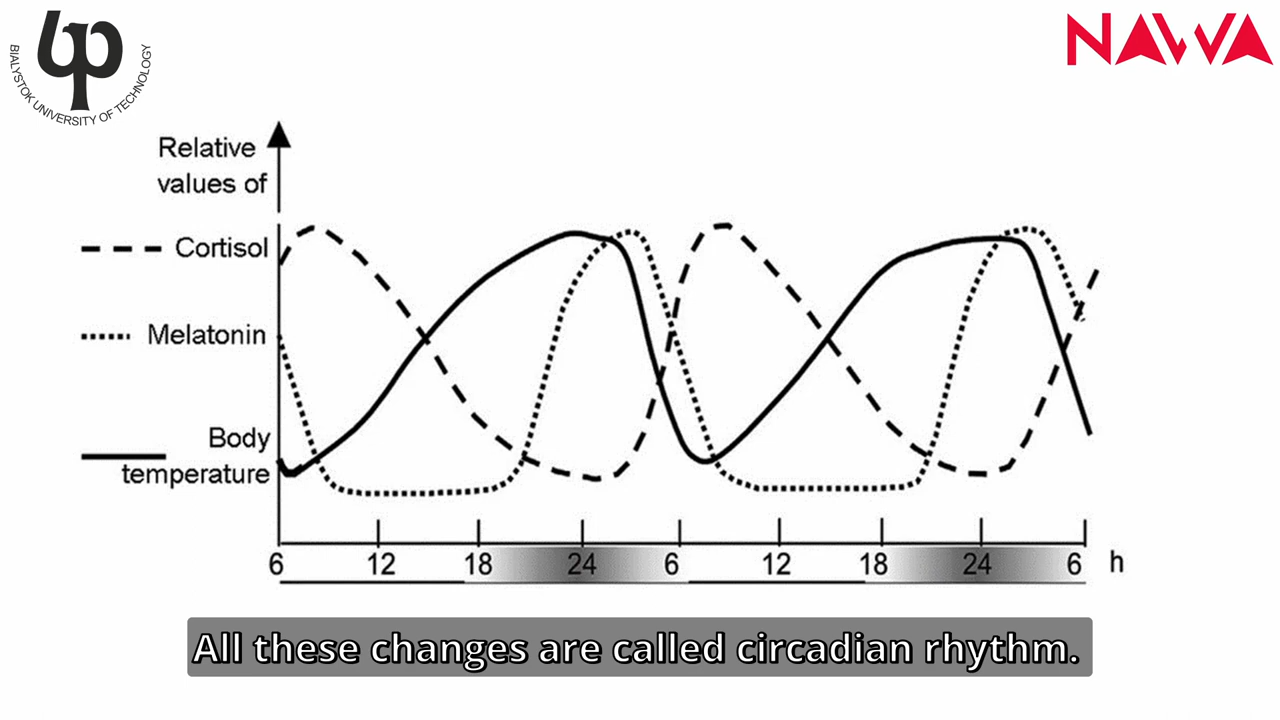 BIALYSTOK UNIVERSITY OF TECHNOLOGY
NAWA
Relative
values of
Cortisol
Melatonin
Body
temperature
6 12 18 24 6 12 18 24 6 h
All these changes are called circadian rhythm.